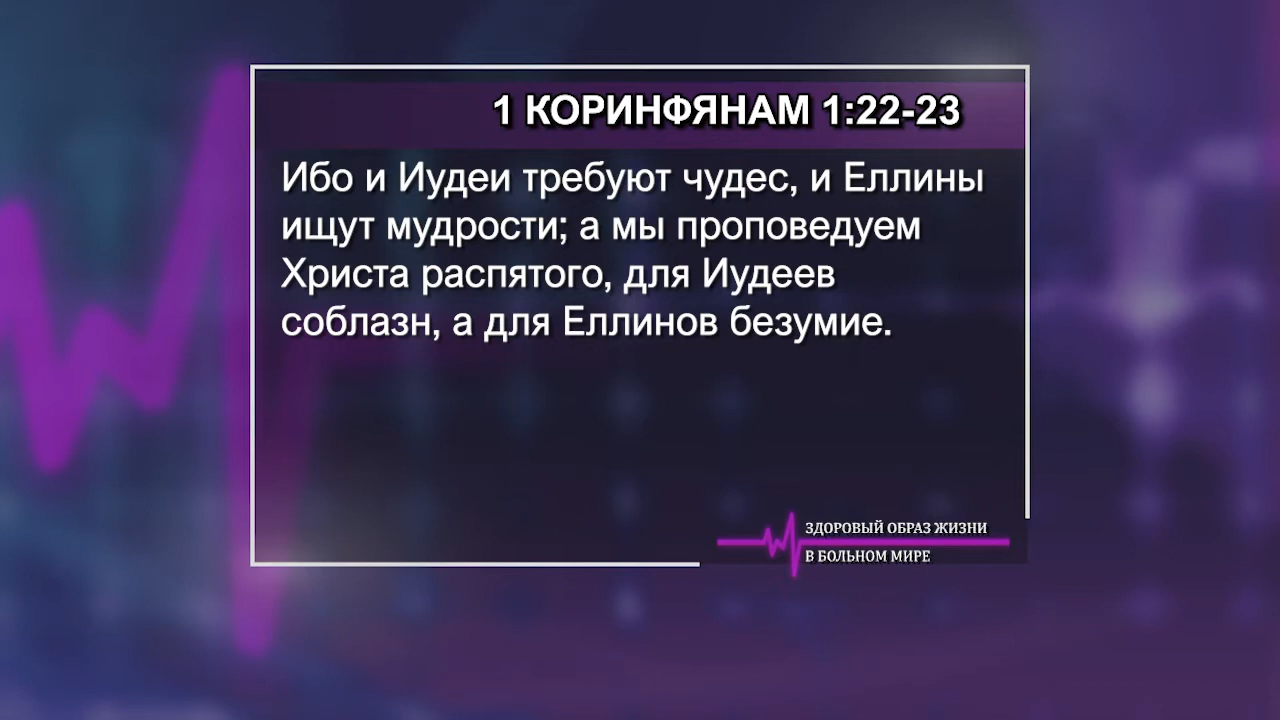 1 КОРИНФЯНАМ 1:22-23
Ибо и Иудеи требуют чудес, и Еллины
ищут мудрости; а мы проповедуем
Христа распятого, для Иудеев
соблазн, а для Еллинов безумие.
ЗДОРОВЫЙ ОБРАЗ ЖИЗНИ
В БОЛЬНОМ МИРЕ